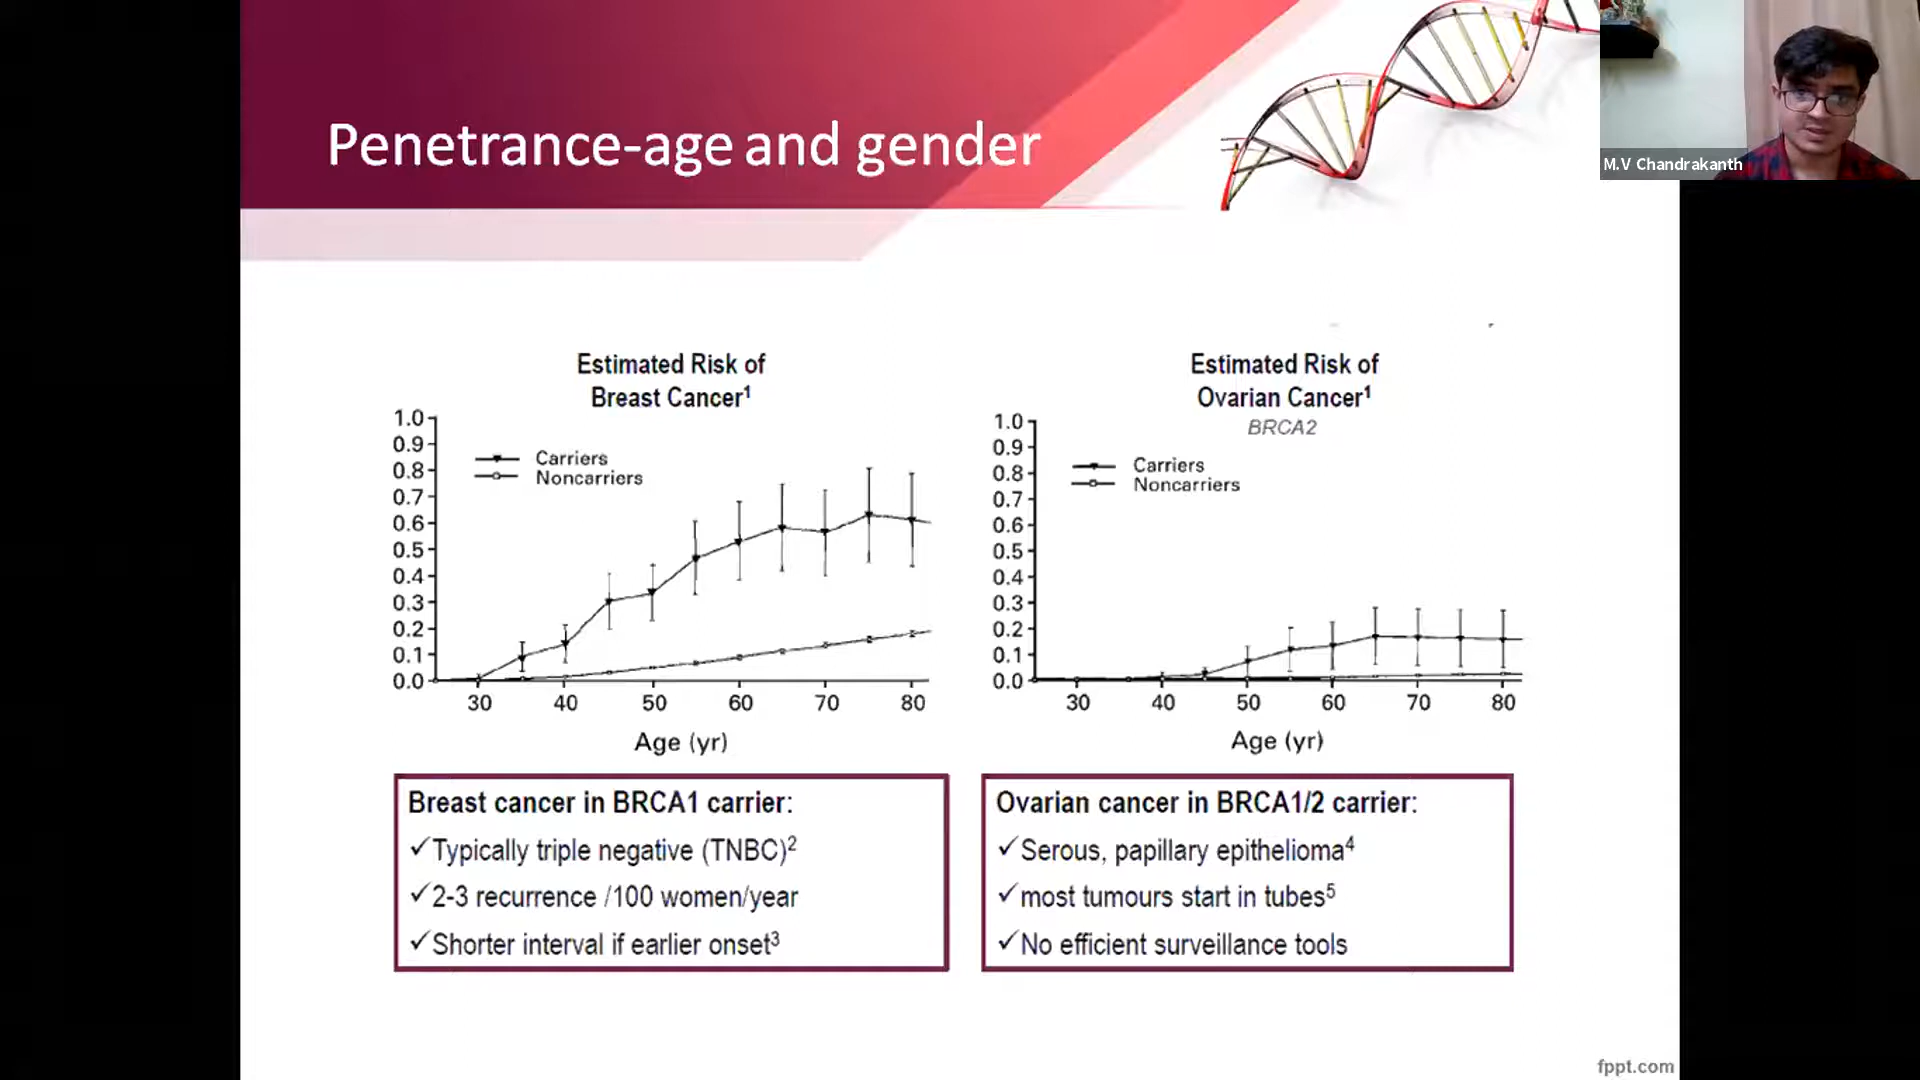 Penetrance-age and gender
M.V Chandrakanth
Estimated Risk of
Breast Cancer1
1.0
0.9
0.8
0.7
0.6
0.5
0.4
0.3
0.2
0.1
0.0
Carriers
Noncarriers
30 40 50 60 70 80
Age (yr)
Estimated Risk of
Ovarian Cancer1
BRCA2
1.0
0.9
0.8
0.7
0.6
0.5
0.4
0.3
0.2
0.1
0.0
Carriers
Noncarriers
30 40 50 60 70 80
Age (yr)
Breast cancer in BRCA1 carrier:
✓Typically triple negative (TNBC)2
✓2-3 recurrence /100 women/year
✓Shorter interval if earlier onset3
Ovarian cancer in BRCA1/2 carrier:
✓Serous, papillary epithelioma4
✓most tumours start in tubes5
✓No efficient surveillance tools
fppt.com